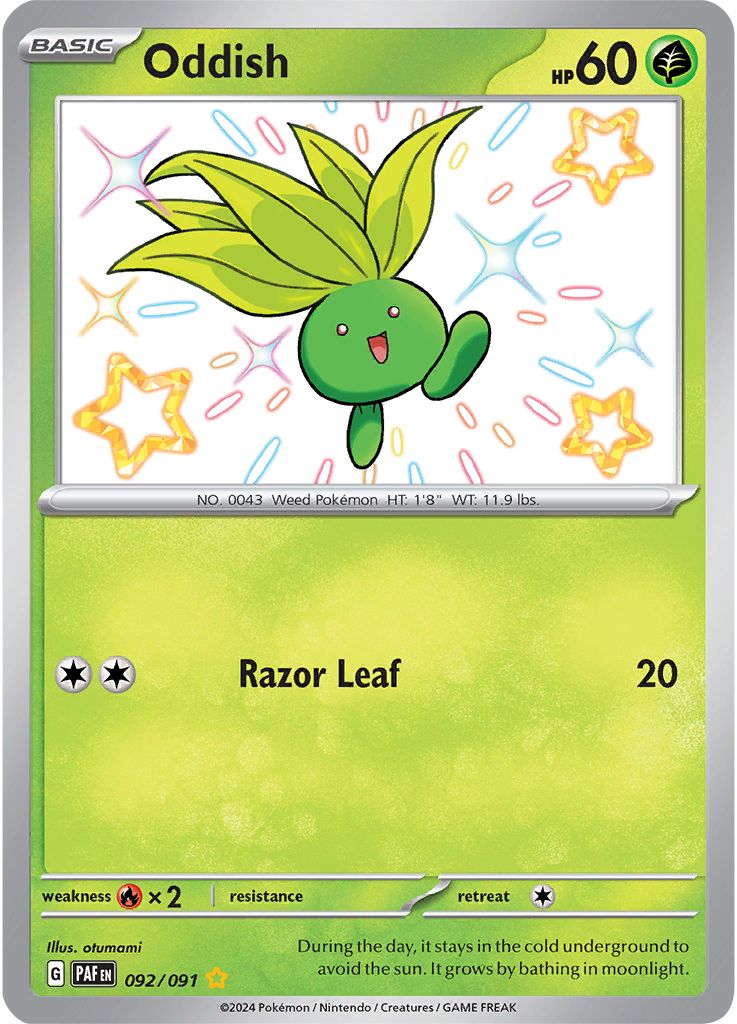 BASIC Oddish HP 60
NO. 0043 Weed Pokémon HT: 1'8" WT: 11.9 lbs.
Razor Leaf 20
weakness × 2 resistance retreat
Illus. otumami
During the day, it stays in the cold underground to
avoid the sun. It grows by bathing in moonlight.
G PAF EN 092/091
©2024 Pokémon / Nintendo / Creatures / GAME FREAK